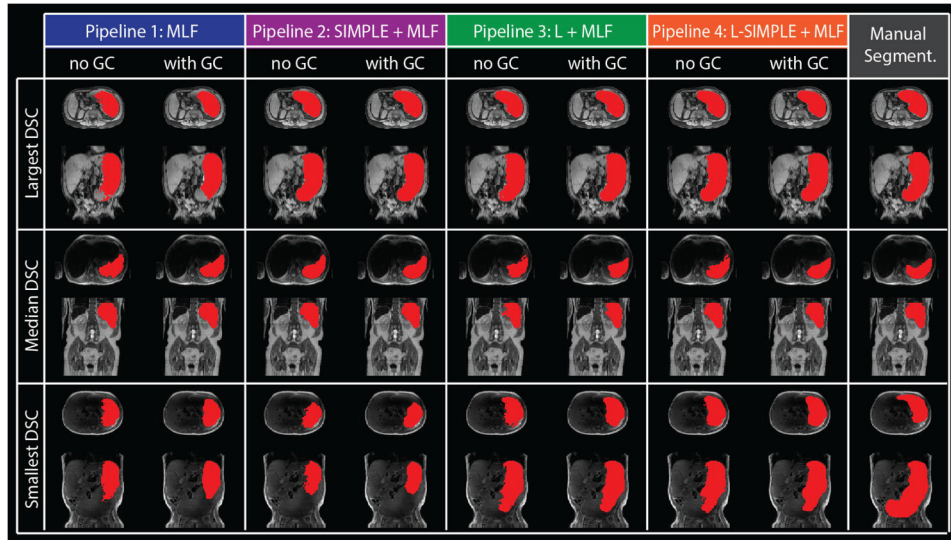 Pipeline 1: MLF
Pipeline 2: SIMPLE + MLF
Pipeline 3: L + MLF
Pipeline 4: L-SIMPLE + MLF
Manual
Segment.
no GC
with GC
no GC
with GC
no GC
with GC
no GC
with GC
Largest DSC
Median DSC
Smallest DSC